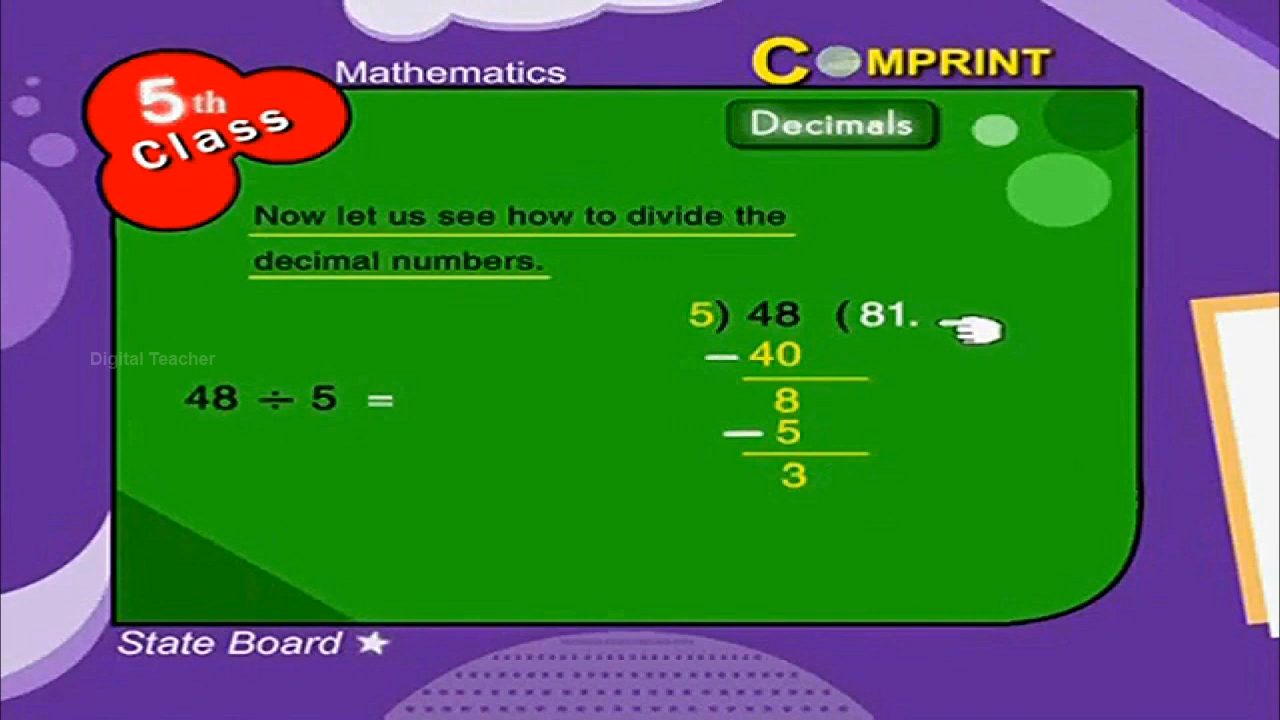 Mathematics
COMPRINT
5th
Class
Decimals
Now let us see how to divide the
decimal numbers.
5) 48 (81.
– 40
8
– 5
3
Digital Teacher
48 ÷ 5 =
State Board